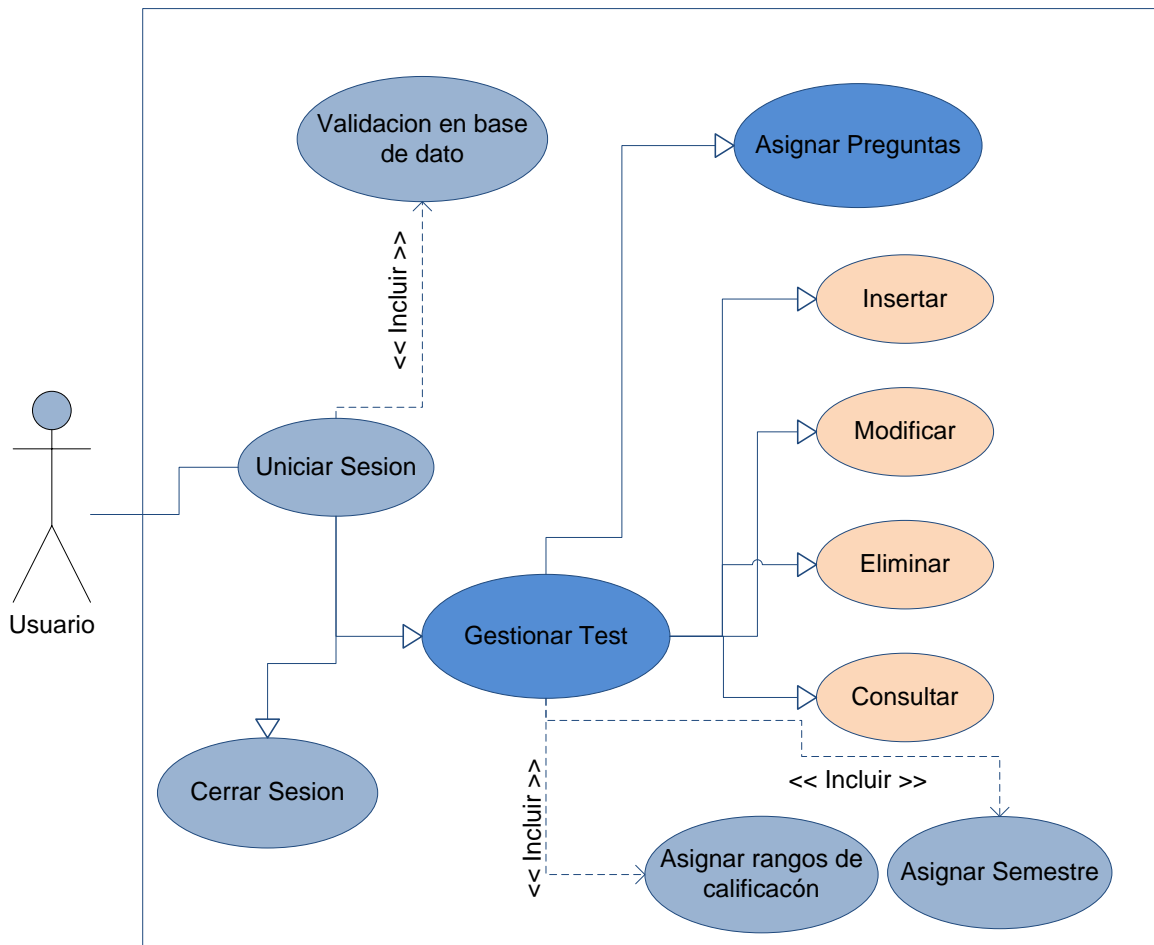 Validacion en base
de dato
Asignar Preguntas
<< Incluir >>
Insertar
Modificar
Uniciar Sesion
Eliminar
Usuario
Gestionar Test
Consultar
Cerrar Sesion
<< Incluir >>
<< Incluir >>
Asignar rangos de
calificacón
Asignar Semestre